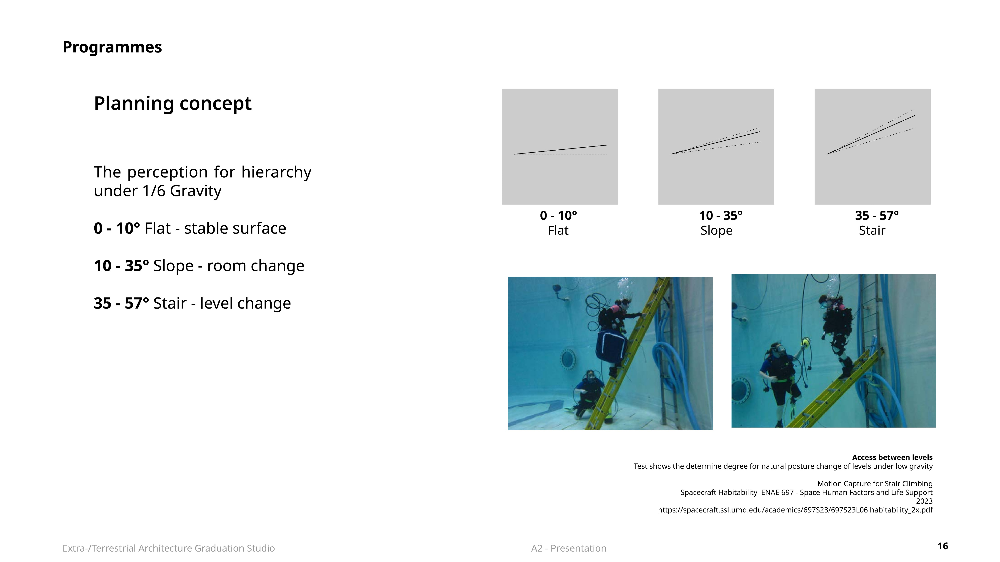 Programmes
Planning concept
The perception for hierarchy
under 1/6 Gravity
0 - 10° Flat - stable surface
10 - 35° Slope - room change
35 - 57° Stair - level change
0 - 10°
Flat
10 - 35°
Slope
35 - 57°
Stair
Access between levels
Test shows the determine degree for natural posture change of levels under low gravity
Motion Capture for Stair Climbing
Spacecraft Habitability  ENAE 697 - Space Human Factors and Life Support
2023
https://spacecraft.ssl.umd.edu/academics/697S23/697S23L06.habitability_2x.pdf
Extra-/Terrestrial Architecture Graduation Studio
A2 - Presentation
16